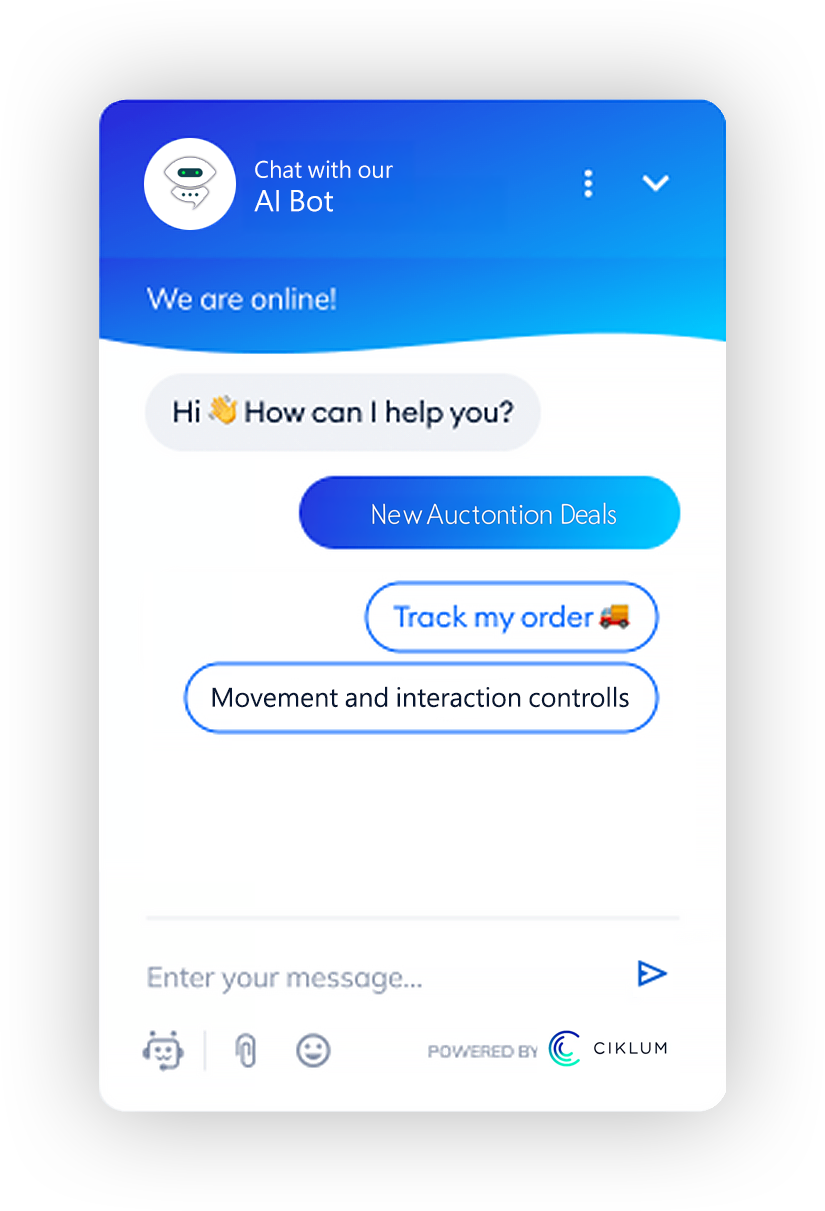 Chat with our
AI Bot
We are online!
Hi 👋 How can I help you?
New Auctontion Deals
Track my order 🚚
Movement and interaction controlls
Enter your message...
POWERED BY CIKLUM